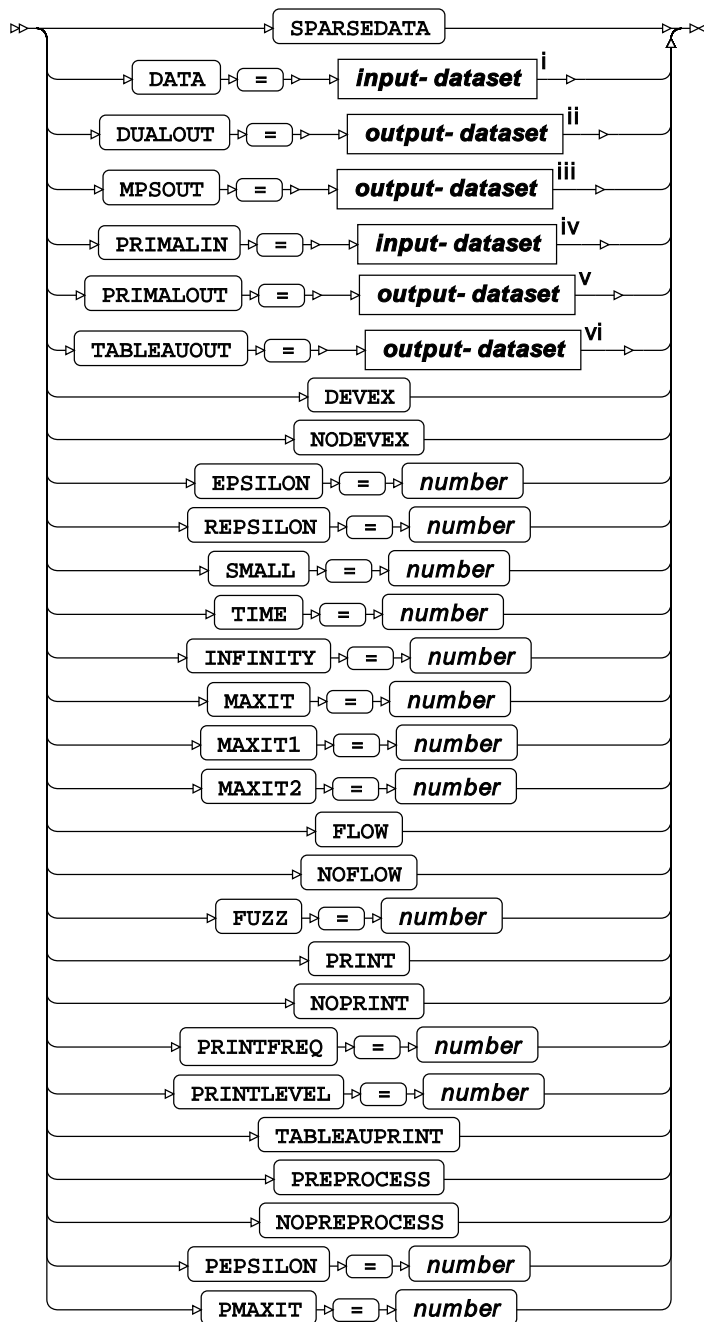 SPARSEDATA
DATA = input- dataset i
DUALOUT = output- dataset ii
MPSOUT = output- dataset iii
PRIMALIN = input- dataset iv
PRIMALOUT = output- dataset v
TABLEAUOUT = output- dataset vi
DEVEX
NODEVEX
EPSILON = number
REPSILON = number
SMALL = number
TIME = number
INFINITY = number
MAXIT = number
MAXIT1 = number
MAXIT2 = number
FLOW
NOFLOW
FUZZ = number
PRINT
NOPRINT
PRINTFREQ = number
PRINTLEVEL = number
TABLEAUPRINT
PREPROCESS
NOPREPROCESS
PEPSILON = number
PMAXIT = number